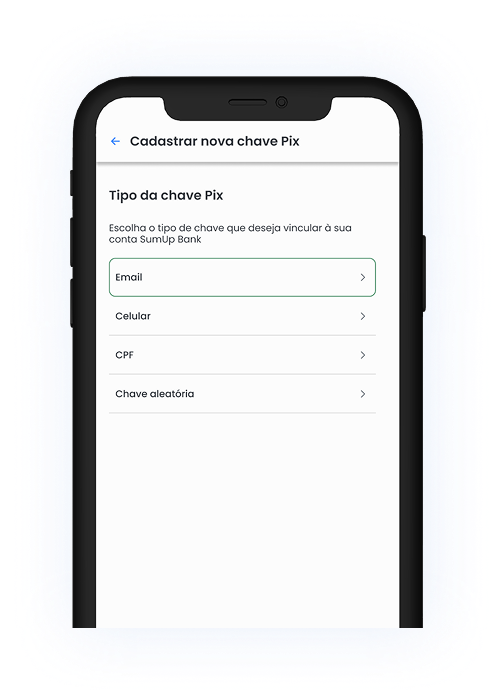 Cadastrar nova chave Pix
Tipo da chave Pix
Escolha o tipo de chave que deseja vincular à sua
conta SumUp Bank
Email
Celular
CPF
Chave aleatória